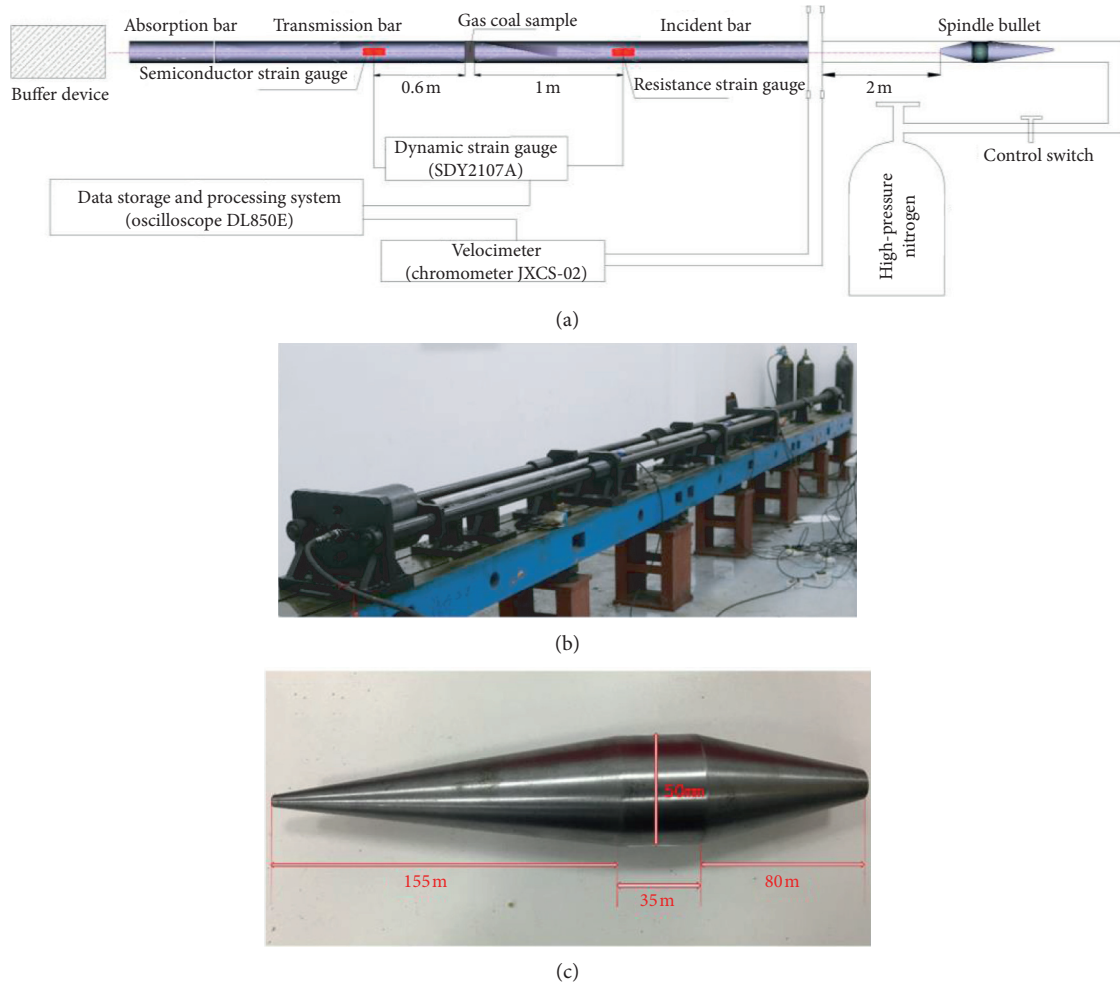 Absorption bar
Transmission bar
Gas coal sample
Incident bar
Spindle bullet
Semiconductor strain gauge
Buffer device
0.6 m
1 m
Resistance strain gauge
2 m
Dynamic strain gauge
(SDY2107A)
Control switch
Data storage and processing system
(oscilloscope DL850E)
Velocimeter
(chromometer JXCS-02)
High-pressure
nitrogen
(a)
(b)
50mm
155 m
35 m
80 m
(c)